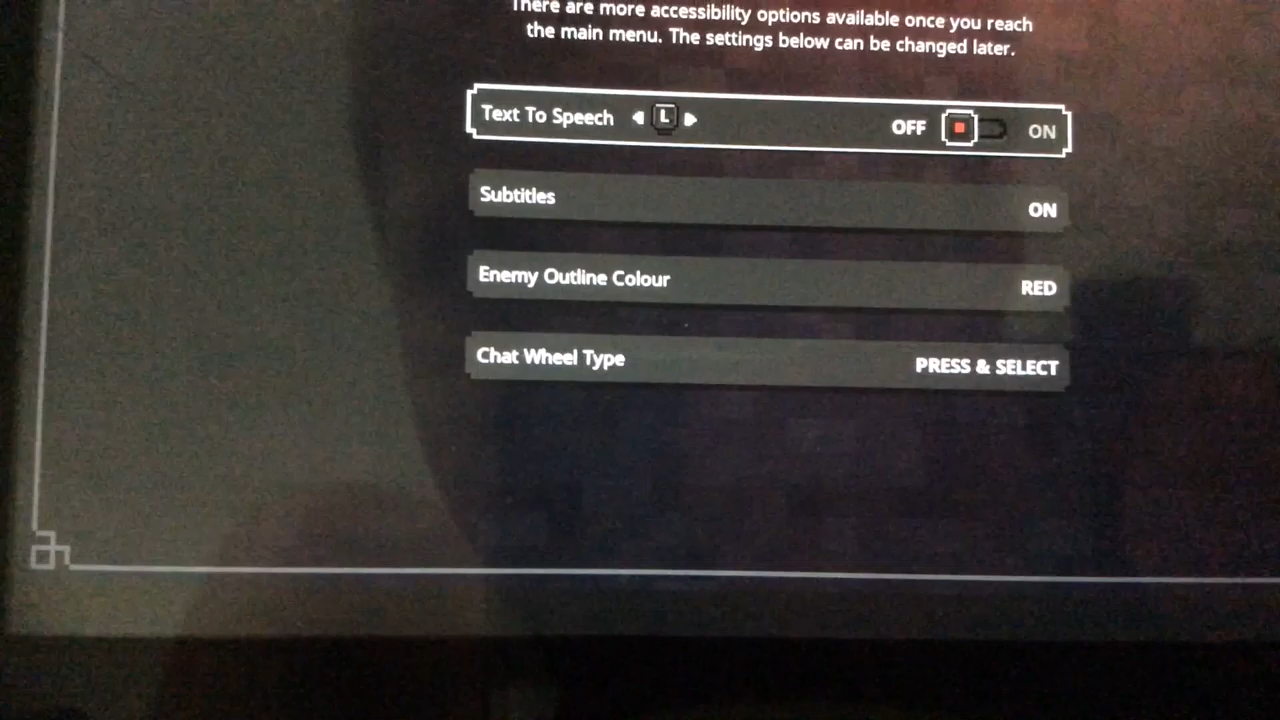 There are more accessibility options available once you reach
the main menu. The settings below can be changed later.
Text To Speech L OFF ON
Subtitles ON
Enemy Outline Colour RED
Chat Wheel Type PRESS & SELECT